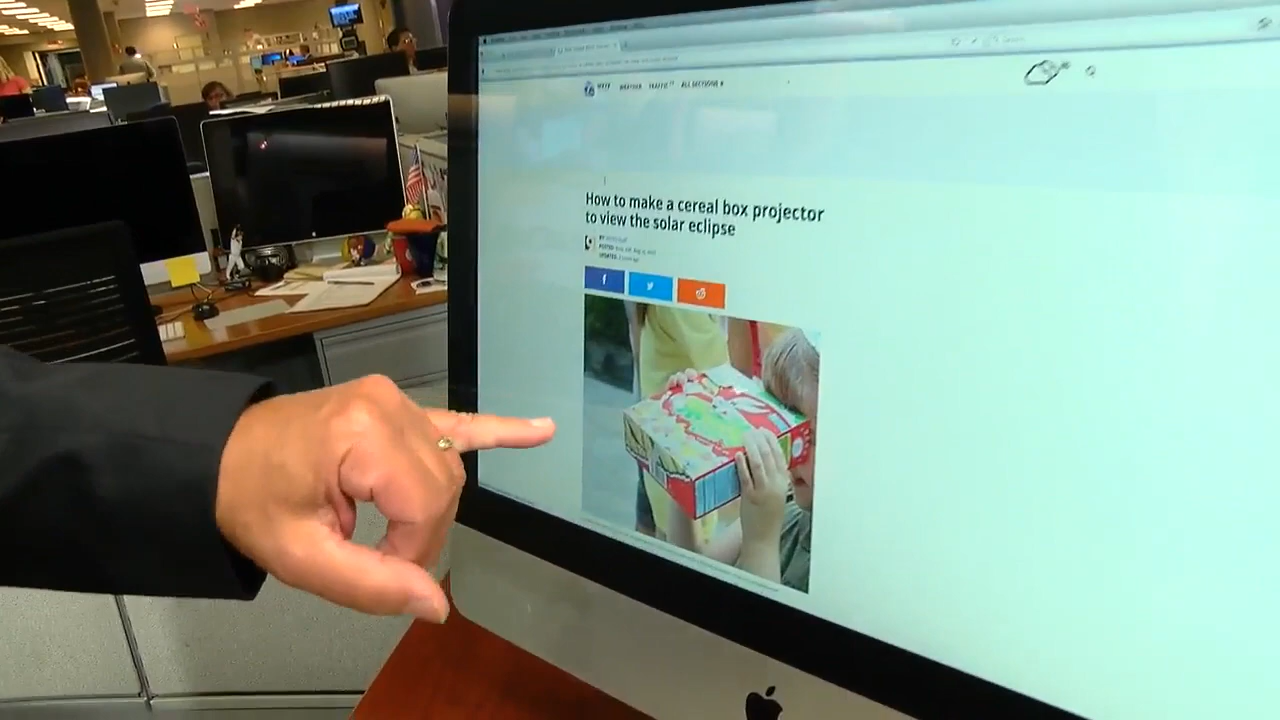 WEATHER TRAFFIC ALL SECTIONS
How to make a cereal box projector
to view the solar eclipse
f